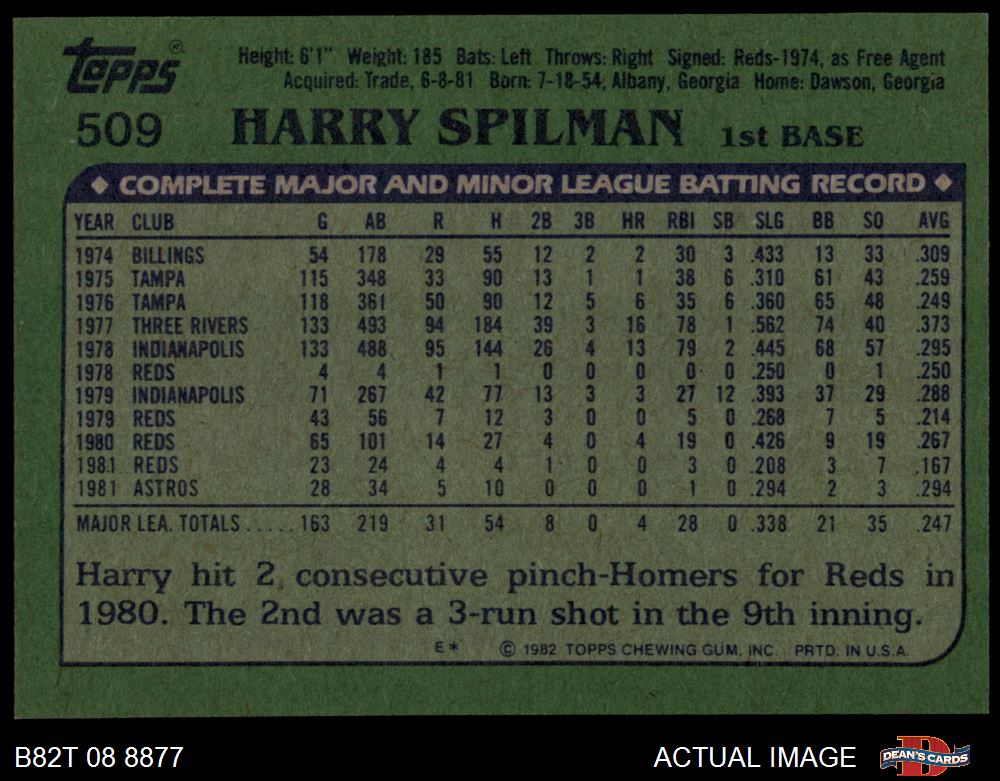 Topps®
Height: 6'1" Weight: 185 Bats: Left Throws: Right Signed: Reds-1974, as Free Agent
Acquired: Trade, 6-8-81 Born: 7-18-54, Albany, Georgia Home: Dawson, Georgia
509 HARRY SPILMAN 1st BASE
◆ COMPLETE MAJOR AND MINOR LEAGUE BATTING RECORD ◆
YEAR CLUB G AB R H 2B 3B HR RBI SB SLG BB SO AVG
1974 BILLINGS 54 178 29 55 12 2 2 30 3 .433 13 33 .309
1975 TAMPA 115 348 33 90 13 1 1 38 6 .310 61 43 .259
1976 TAMPA 118 361 50 90 12 5 6 35 6 .360 65 48 .249
1977 THREE RIVERS 133 493 94 184 39 3 16 78 1 .562 74 40 .373
1978 INDIANAPOLIS 133 488 95 144 26 4 13 79 2 .445 68 57 .295
1978 REDS 4 4 1 1 0 0 0 0 0 .250 0 1 .250
1979 INDIANAPOLIS 71 267 42 77 13 3 3 27 12 .393 37 29 .288
1979 REDS 43 56 7 12 3 0 0 5 0 .268 7 5 .214
1980 REDS 65 101 14 27 4 0 4 19 0 .426 9 19 .267
1981 REDS 23 24 4 4 1 0 0 3 0 .208 3 7 .167
1981 ASTROS 28 34 5 10 0 0 0 1 0 .294 2 3 .294
MAJOR LEA. TOTALS ..... 163 219 31 54 8 0 4 28 0 .338 21 35 .247
Harry hit 2 consecutive pinch-Homers for Reds in
1980. The 2nd was a 3-run shot in the 9th inning.
E* © 1982 TOPPS CHEWING GUM, INC. PRTD. IN U.S.A.
B82T 08 8877 ACTUAL IMAGE DEAN'S CARDS